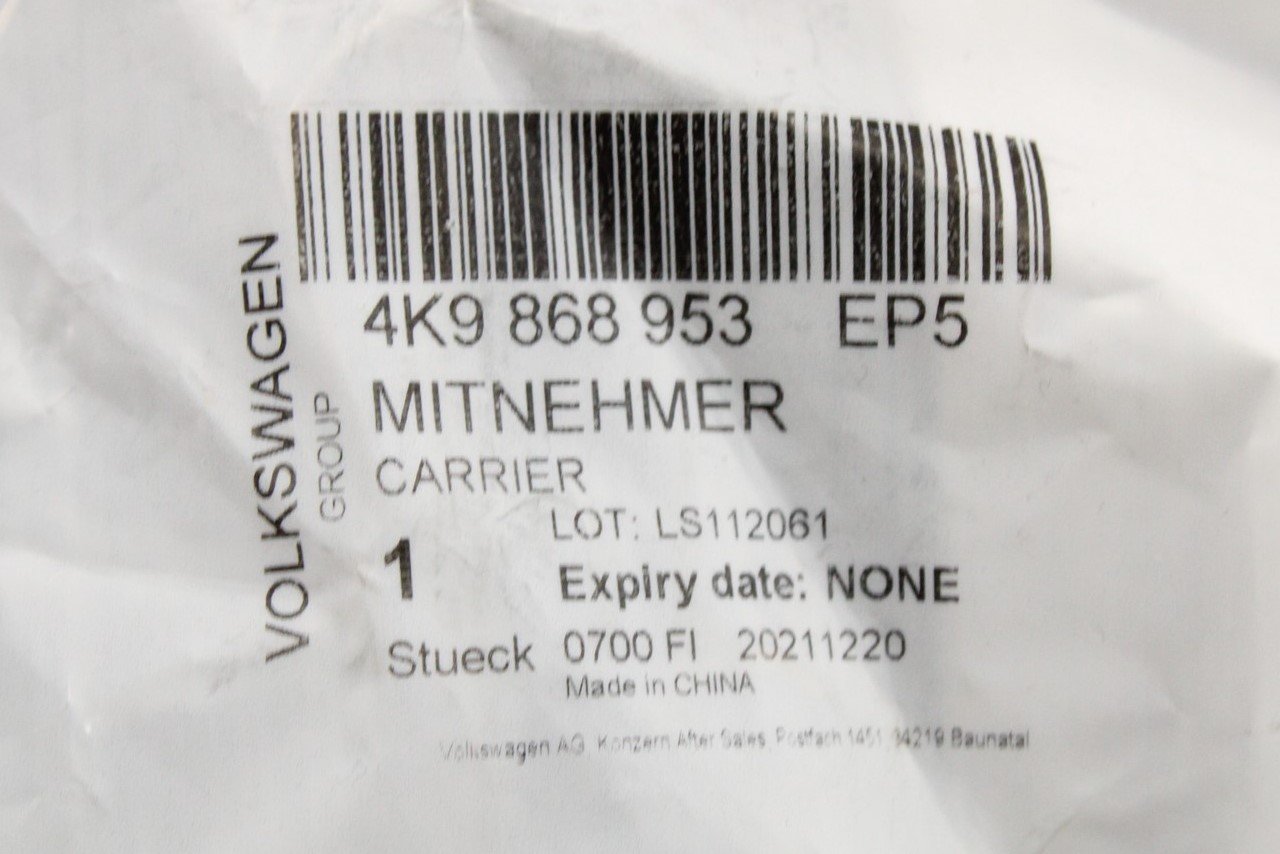 VOLKSWAGEN
GROUP
4K9 868 953 EP5
MITNEHMER
CARRIER
LOT: LS112061
1
Expiry date: NONE
Stueck 0700 FI 20211220
Made in CHINA
Volkswagen AG, Konzern After Sales, Postfach 1451, 34219 Baunatal